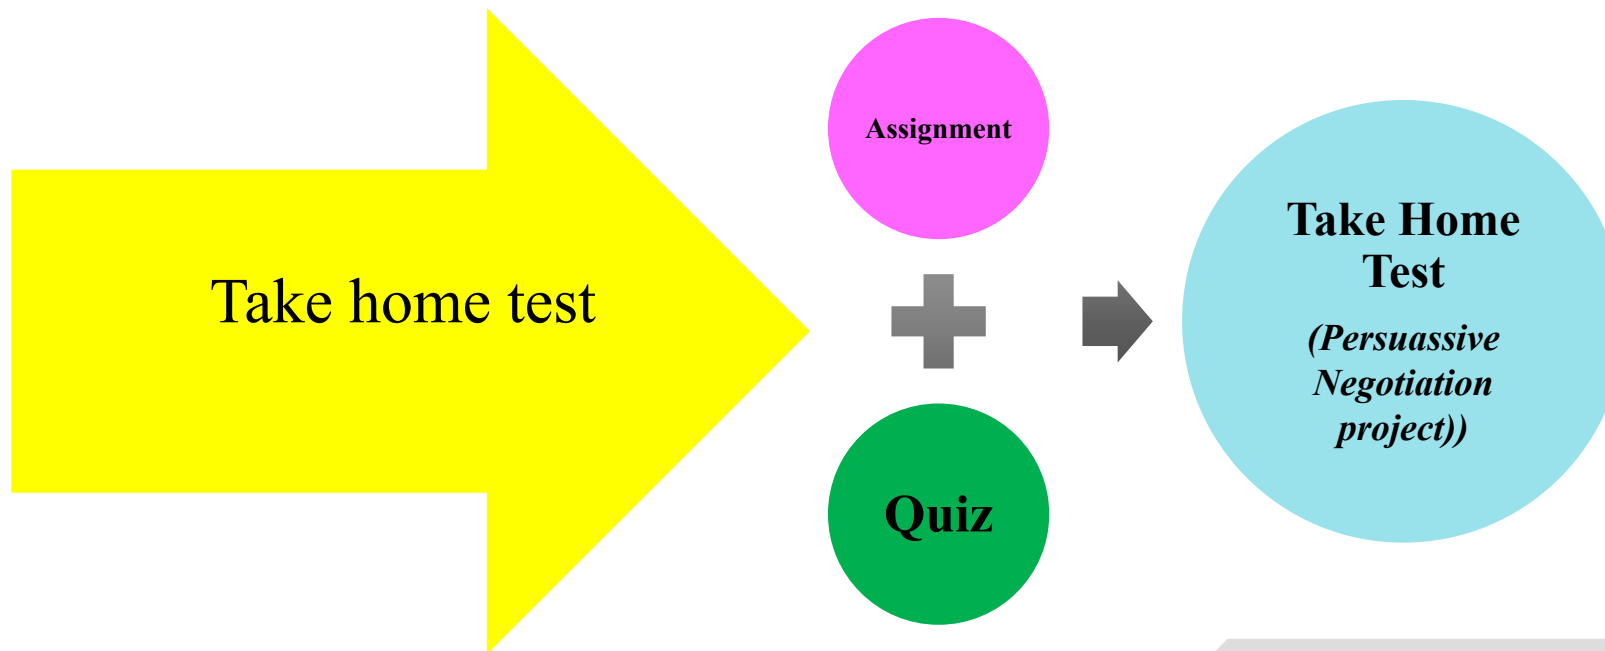 Take home test
Assignment
Quiz
Take Home
Test
(Persuassive
Negotiation
project))